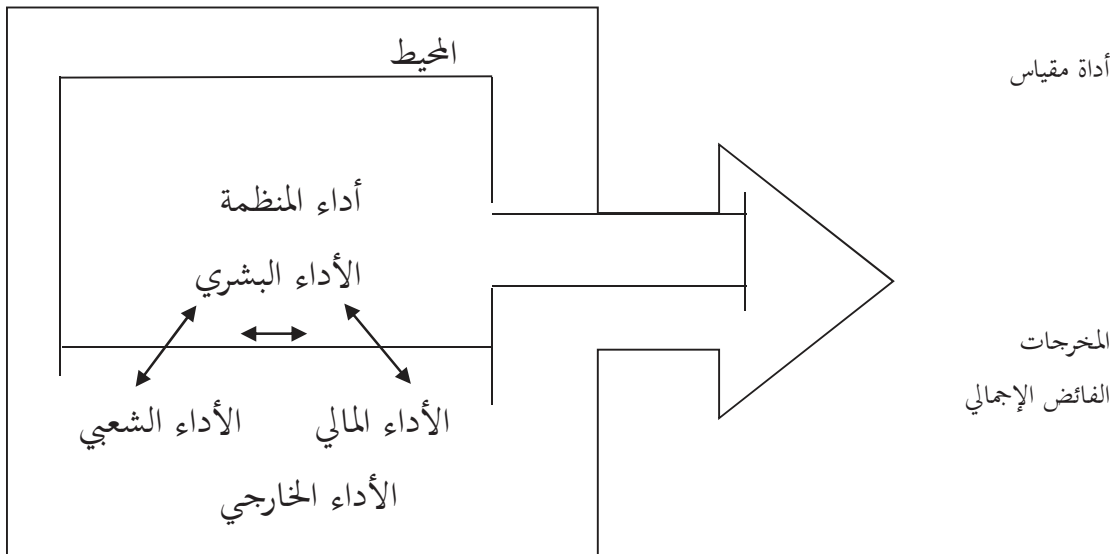 المحيط
أداة مقياس
أداء المنظمة
الأداء البشري
المخرجات
الفائض الإجمالي
الأداء المالي
الأداء الشعبي
الأداء الخارجي